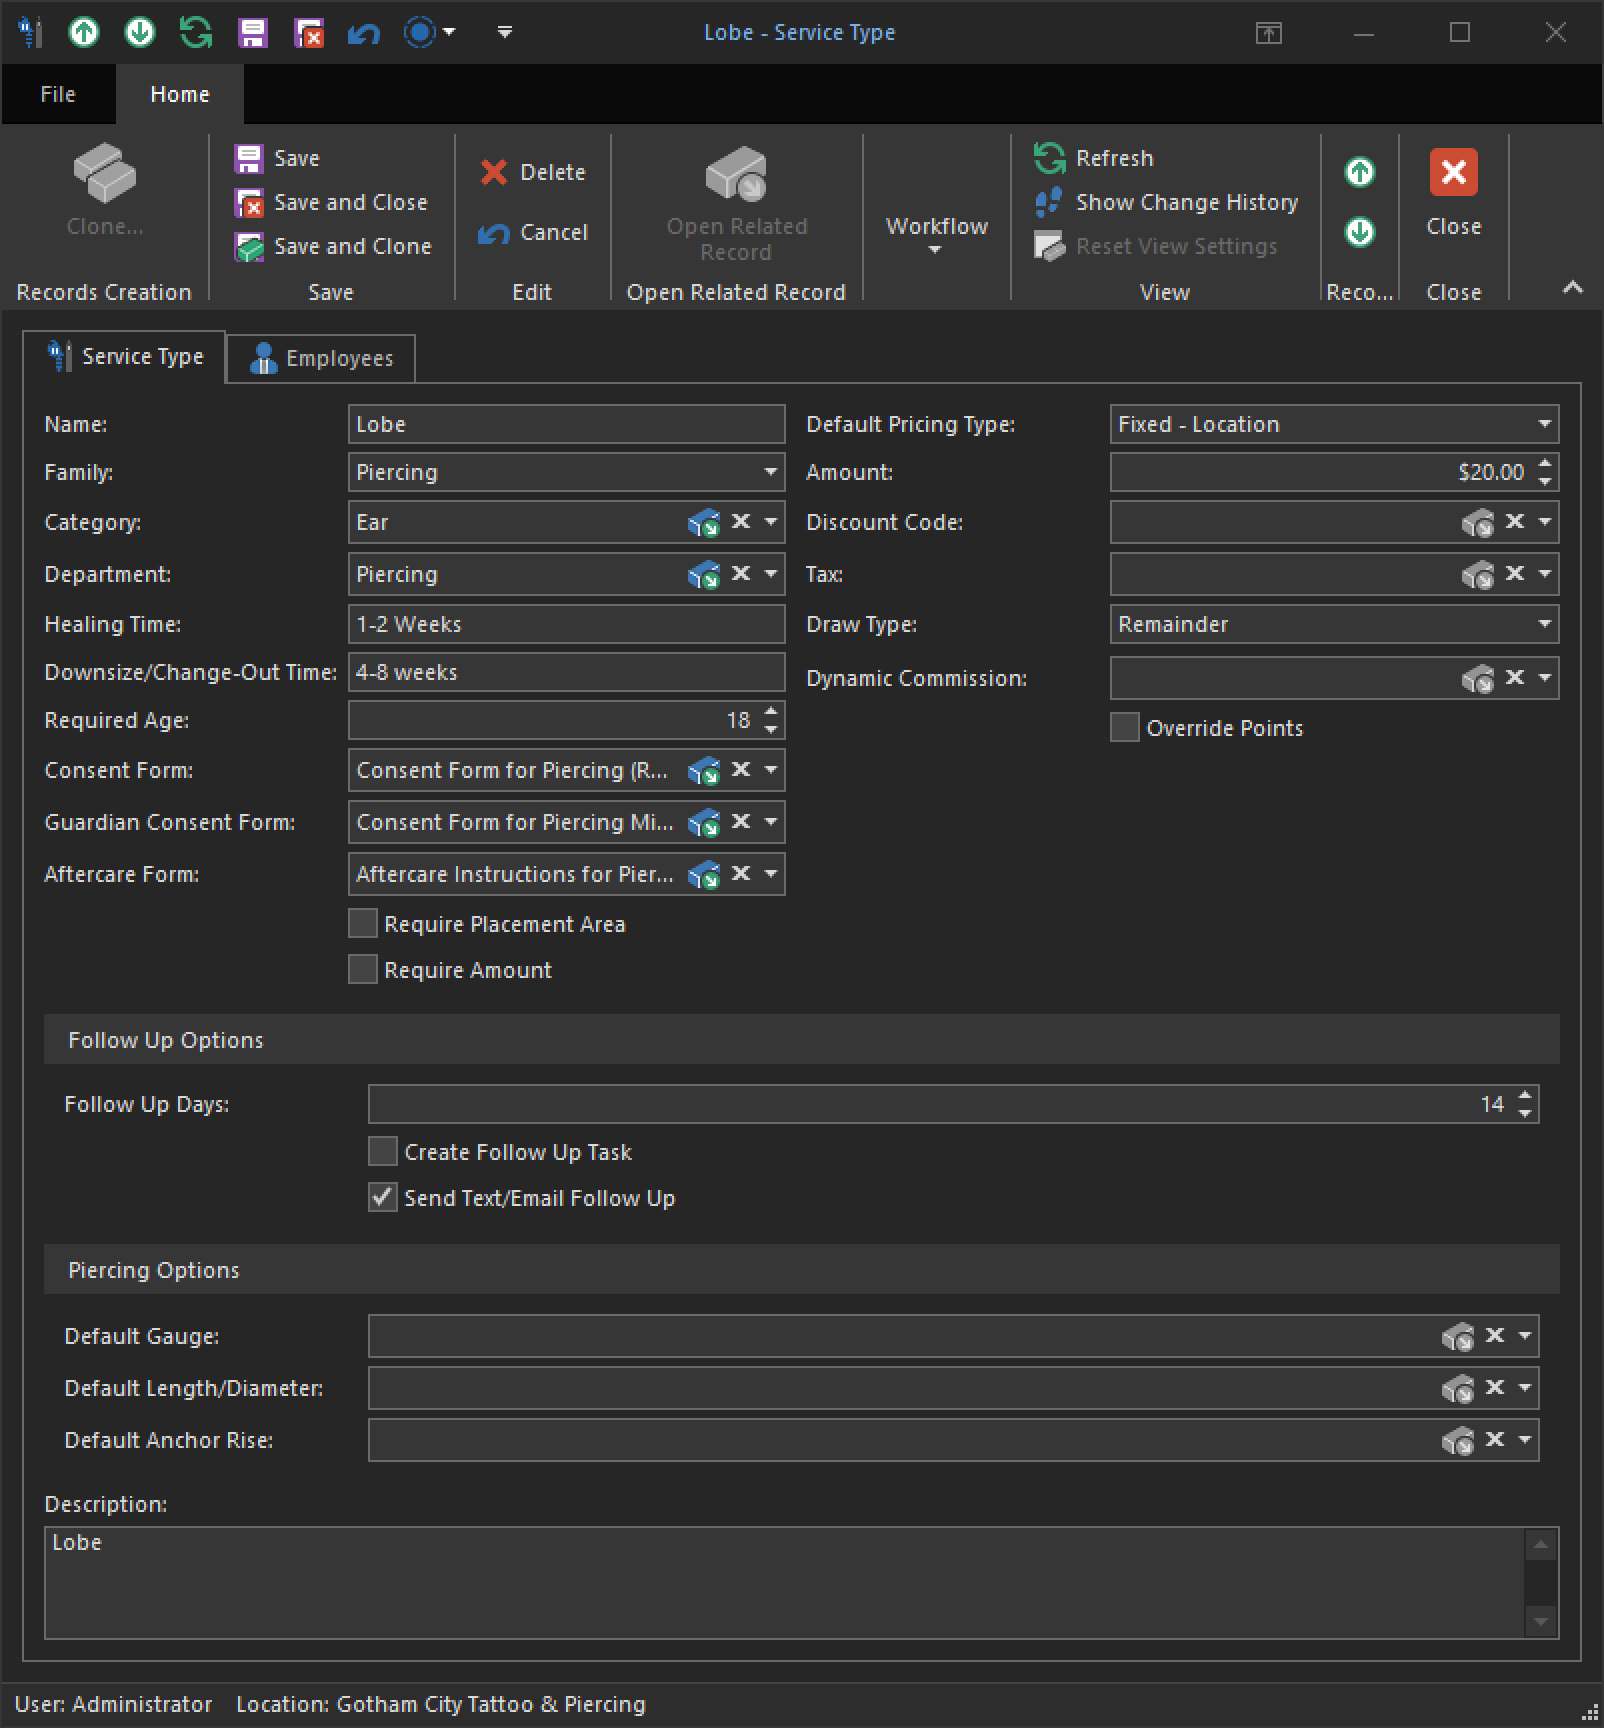 Lobe - Service Type
File
Home
Clone...
Records Creation
Save
Save and Close
Save and Clone
Save
Delete
Cancel
Edit
Open Related
Record
Open Related Record
Workflow
Refresh
Show Change History
Reset View Settings
View
Reco...
Close
Close
Service Type
Employees
Name: Lobe
Default Pricing Type: Fixed - Location
Family: Piercing
Amount: $20.00
Category: Ear
Discount Code:
Department: Piercing
Tax:
Healing Time: 1-2 Weeks
Draw Type: Remainder
Downsize/Change-Out Time: 4-8 weeks
Dynamic Commission:
Required Age: 18
Override Points
Consent Form: Consent Form for Piercing (R...
Guardian Consent Form: Consent Form for Piercing Mi...
Aftercare Form: Aftercare Instructions for Pier...
Require Placement Area
Require Amount
Follow Up Options
Follow Up Days: 14
Create Follow Up Task
Send Text/Email Follow Up
Piercing Options
Default Gauge:
Default Length/Diameter:
Default Anchor Rise:
Description:
Lobe
User: Administrator Location: Gotham City Tattoo & Piercing